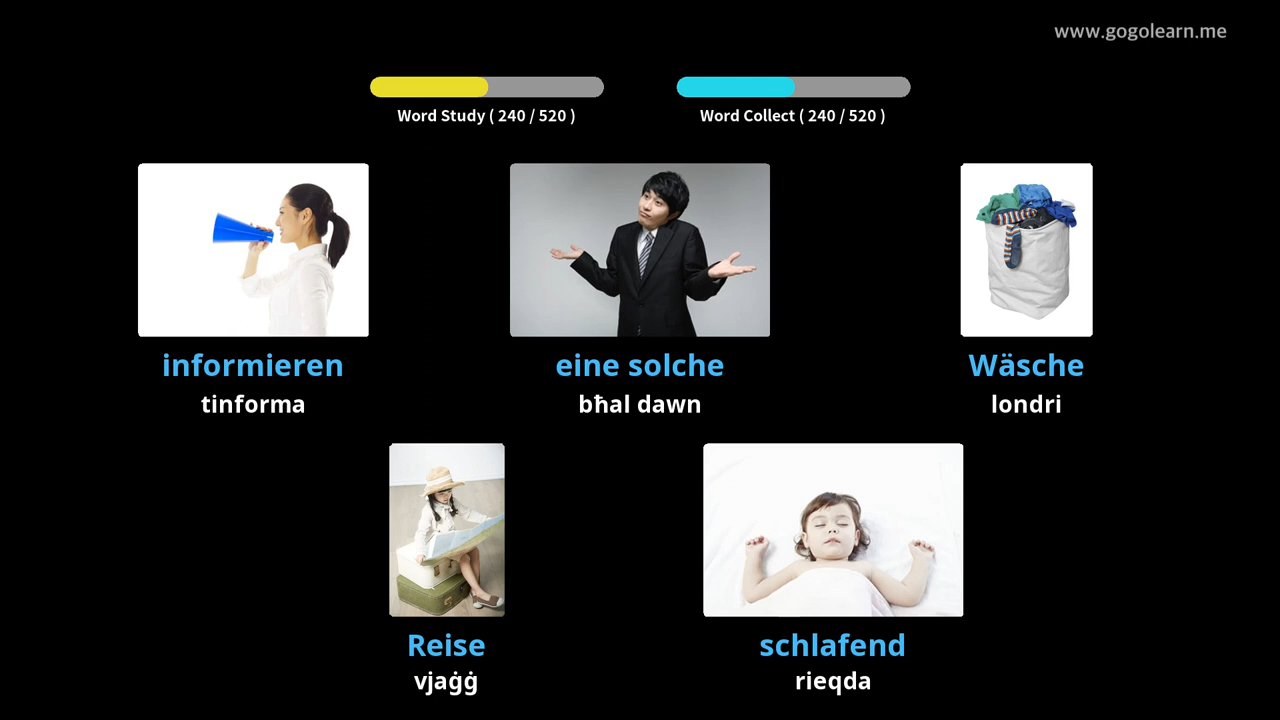 www.gogolearn.me
Word Study ( 240 / 520 )
Word Collect ( 240 / 520 )
informieren
tinforma
eine solche
bħal dawn
Wäsche
londri
Reise
vjaġġ
schlafend
rieqda